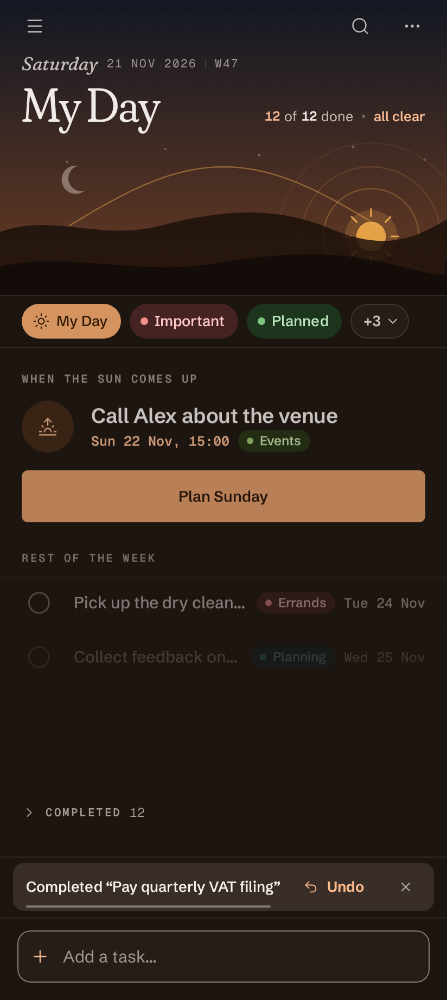 Saturday 21 NOV 2026 | W47
My Day
12 of 12 done • all clear
My Day
Important
Planned
+3
WHEN THE SUN COMES UP
Call Alex about the venue
Sun 22 Nov, 15:00 Events
Plan Sunday
REST OF THE WEEK
Pick up the dry clean… Errands Tue 24 Nov
Collect feedback on… Planning Wed 25 Nov
COMPLETED 12
Completed “Pay quarterly VAT filing” Undo
Add a task…